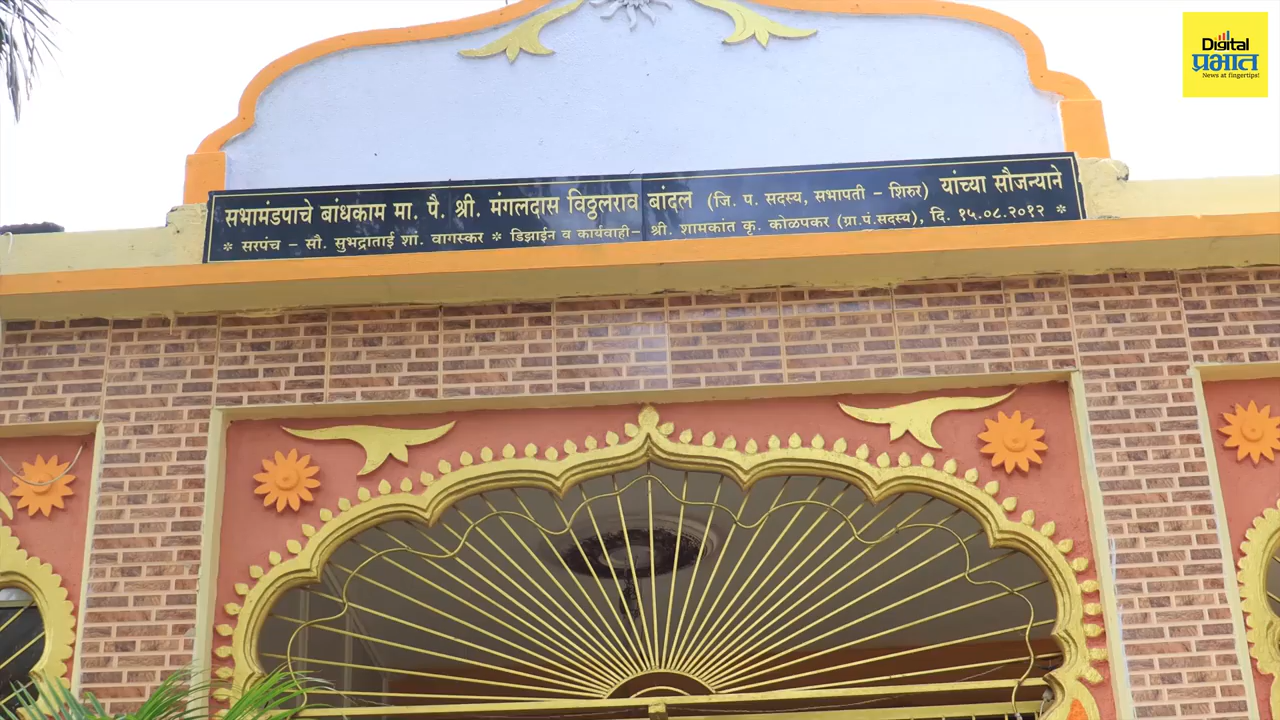 Digital
प्रभात
News at fingertips!
सभामंडपाचे बांधकाम मा. पै. श्री. मंगलदास विठ्ठलराव बांदल (जि. प. सदस्य, सभापती - शिरुर) यांच्या सौजन्याने
* सरपंच - सौ. सुभद्राताई शां. वागस्कर * डिझाईन व कार्यवाही- श्री. शामकांत कृ. कोळपकर (ग्रा.पं.सदस्य), दि. १५.०८.२०१२ *